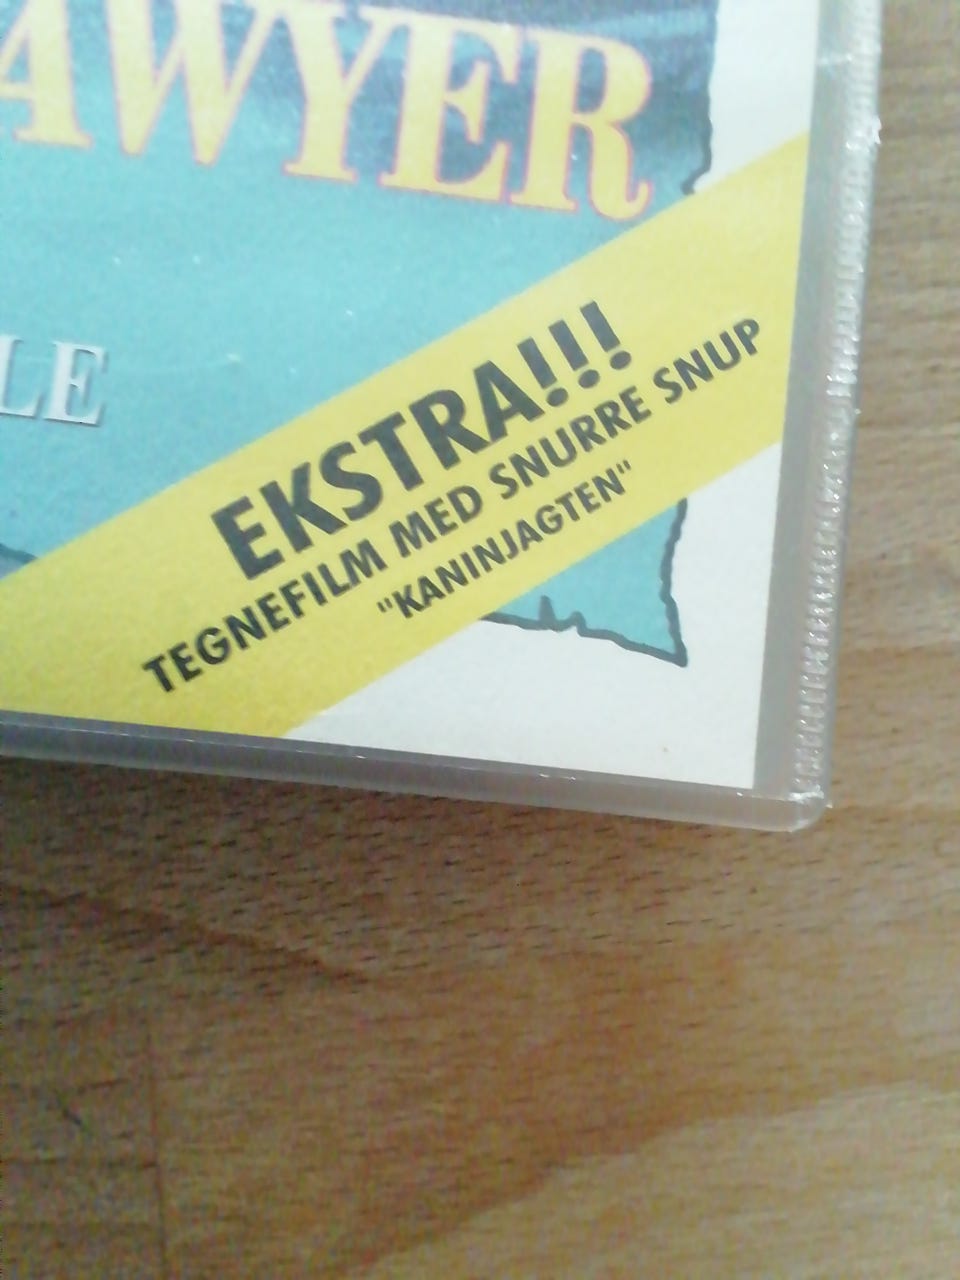 AWYER
LE
EKSTRA!!!
TEGNEFILM MED SNURRE SNUP
"KANINJAGTEN"